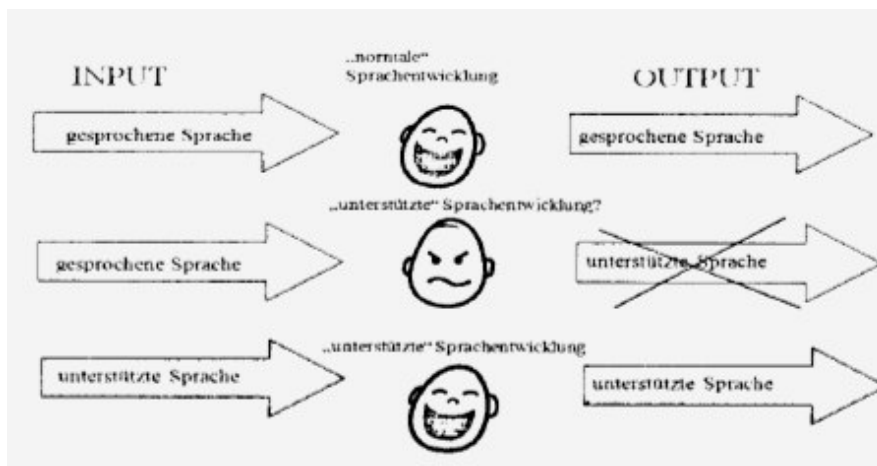 „normale“
Sprachentwicklung
INPUT
OUTPUT
gesprochene Sprache
gesprochene Sprache
„unterstützte“ Sprachentwicklung?
gesprochene Sprache
unterstützte Sprache
„unterstützte“ Sprachentwicklung
unterstützte Sprache
unterstützte Sprache